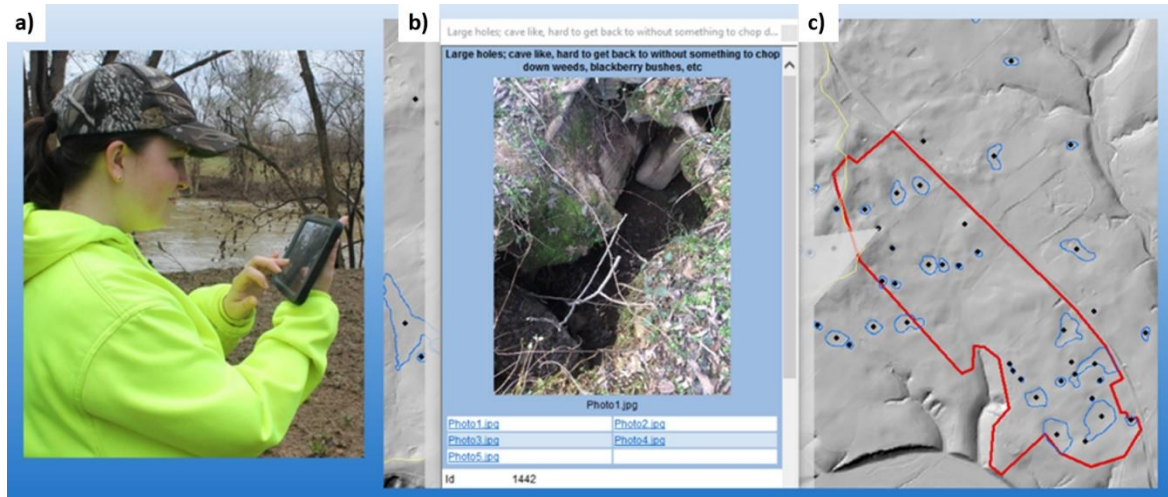 a)
b)
c)
Large holes; cave like, hard to get back to without something to chop d...
Large holes; cave like, hard to get back to without something to chop
down weeds, blackberry bushes, etc
Photo1.jpg
Photo1.jpg Photo2.jpg
Photo3.jpg Photo4.jpg
Photo5.jpg
Id 1442